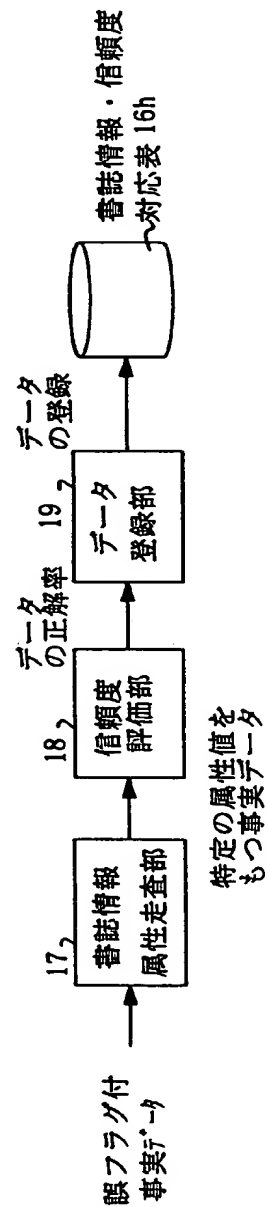 誤フラグ付
事実データ
17
書誌情報
属性走査部
特定の属性値を
もつ事実データ
18
信頼度
評価部
データ
の正解率
19
データ
登録部
データ
の登録
書誌情報・信頼度
対応表 16h